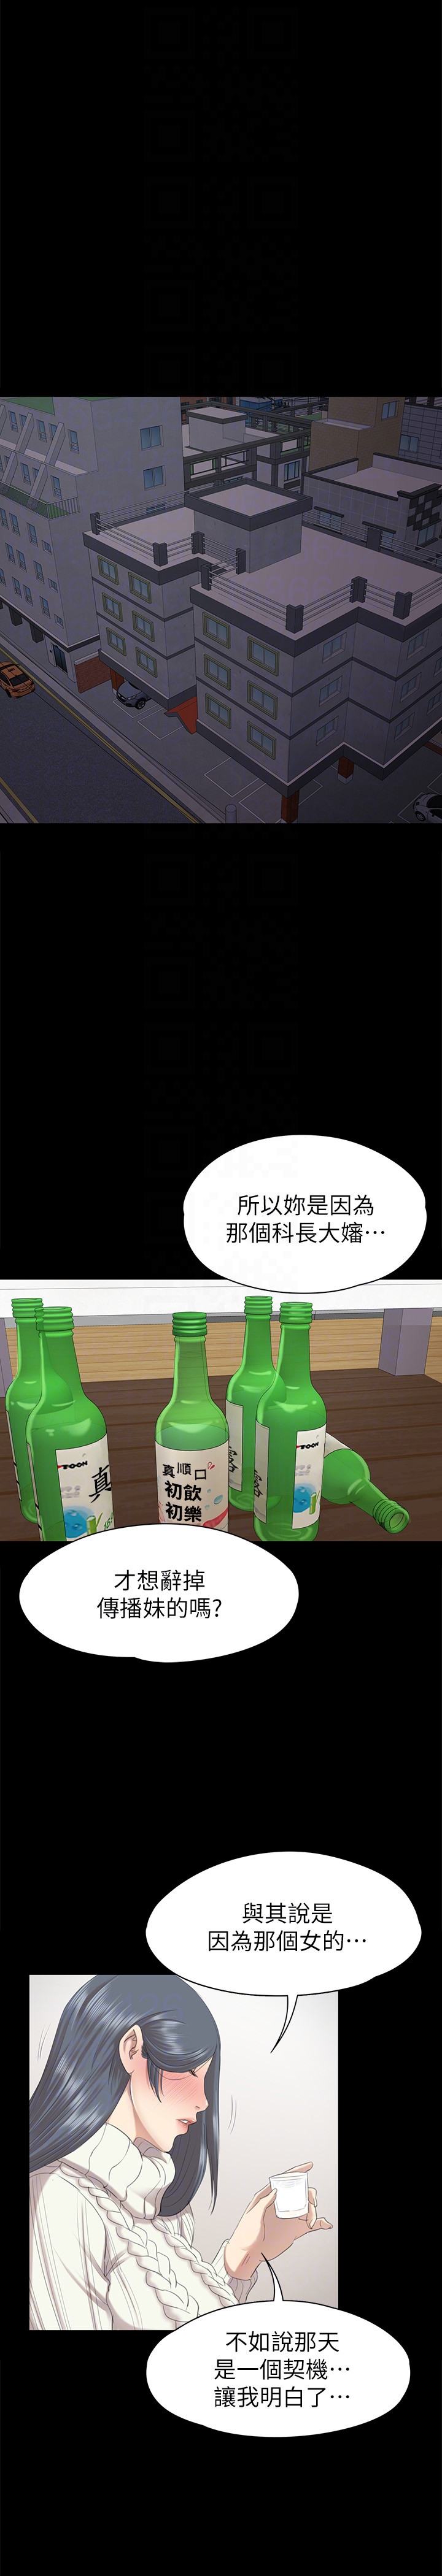 所以妳是因為
那個科長大嬸…
TOON
真
真順口
初飲
初樂
TOON
才想辭掉
傳播妹的嗎?
與其說是
因為那個女的…
不如說那天
是一個契機…
讓我明白了…